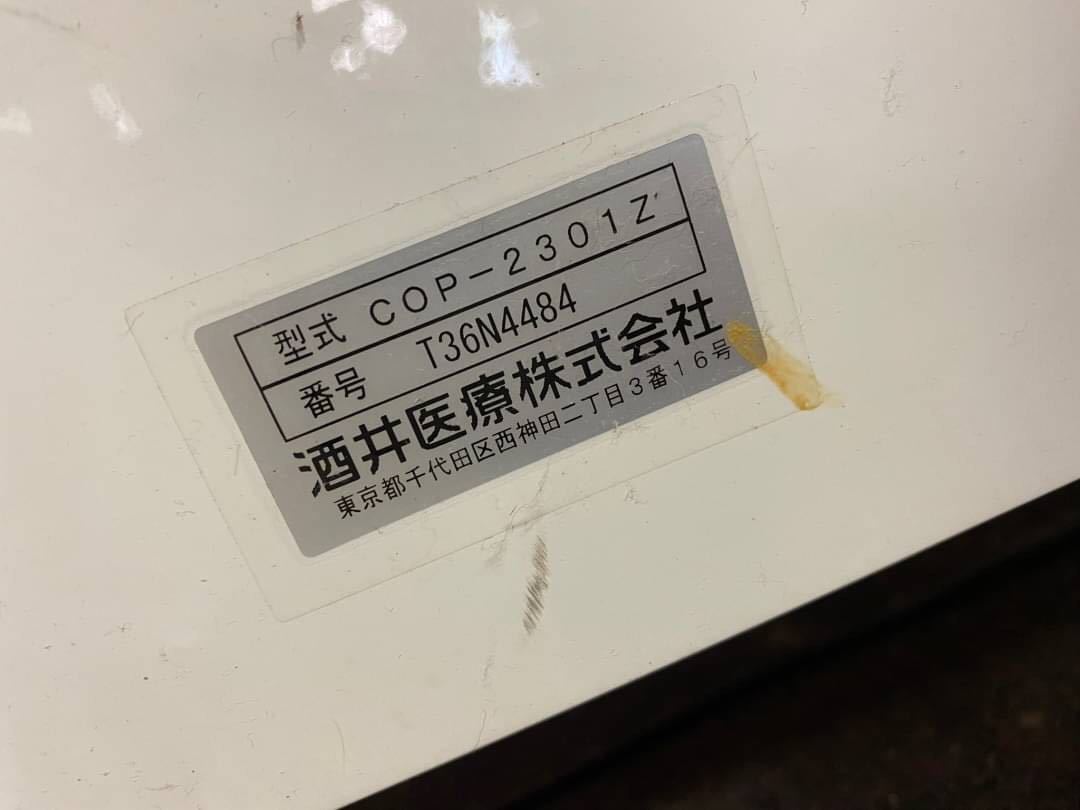 型式 COP-2301Z
番号 T36N4484
酒井医療株式会社
東京都千代田区西神田二丁目3番16号